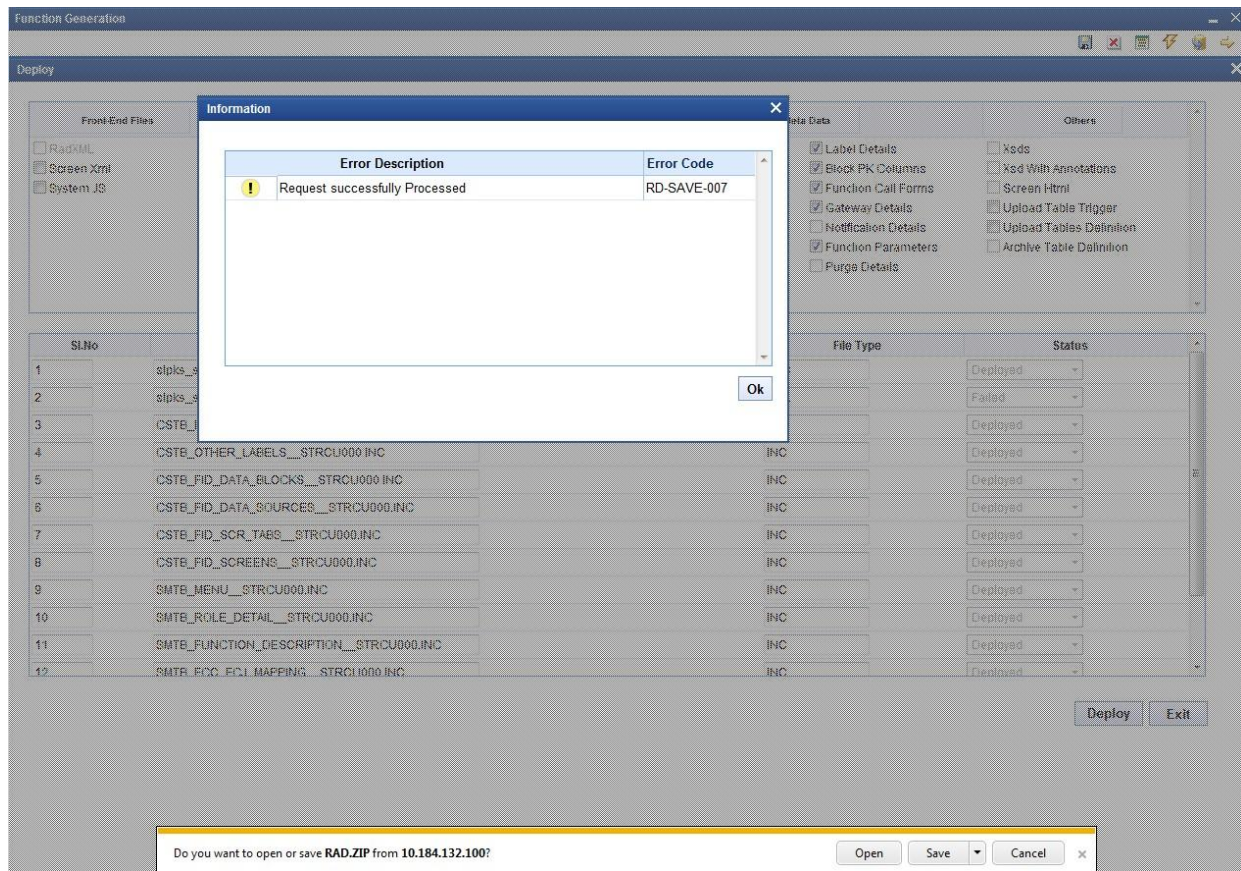 Function Generation
Deploy
Information
Front-End Files
Meta Data
Others
RadXML
Screen Xml
System JS
Error Description Error Code
Request successfully Processed RD-SAVE-007
Ok
Label Details
Block PK Columns
Function Call Forms
Gateway Details
Notification Details
Function Parameters
Purge Details
Xsds
Xsd With Annotations
Screen Html
Upload Table Trigger
Upload Tables Definition
Archive Table Definition
Sl.No File Type Status
1 stpks_s Deployed
2 stpks_s Failed
3 CSTB_ Deployed
4 CSTB_OTHER_LABELS__STRCU000.INC INC Deployed
5 CSTB_FID_DATA_BLOCKS__STRCU000.INC INC Deployed
6 CSTB_FID_DATA_SOURCES__STRCU000.INC INC Deployed
7 CSTB_FID_SCR_TABS__STRCU000.INC INC Deployed
8 CSTB_FID_SCREENS__STRCU000.INC INC Deployed
9 SMTB_MENU__STRCU000.INC INC Deployed
10 SMTB_ROLE_DETAIL__STRCU000.INC INC Deployed
11 SMTB_FUNCTION_DESCRIPTION__STRCU000.INC INC Deployed
12 SMTB_FCC_FCJ_MAPPING__STRCU000.INC INC Deployed
Deploy Exit
Do you want to open or save RAD.ZIP from 10.184.132.100?
Open Save Cancel